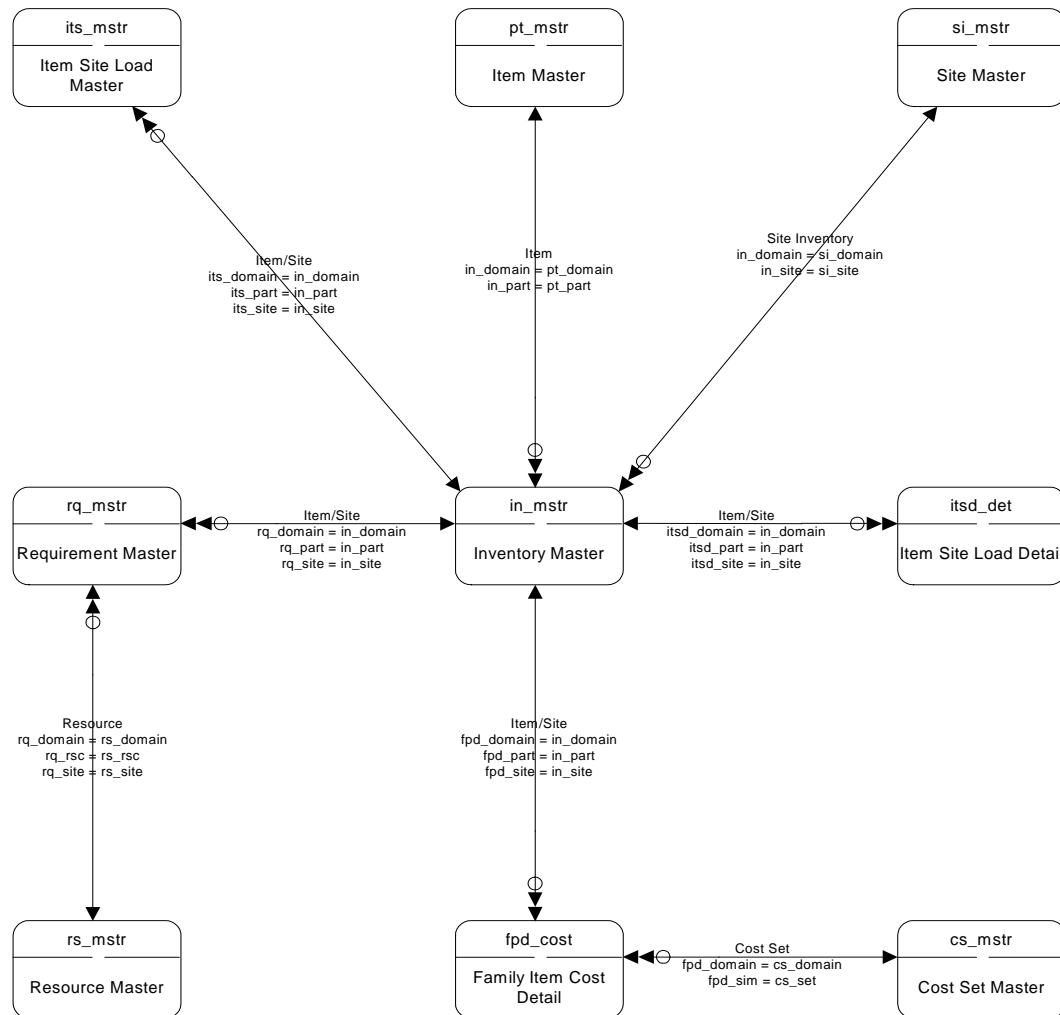 its_mstr
Item Site Load
Master
pt_mstr
Item Master
si_mstr
Site Master
Item/Site
its_domain = in_domain
its_part = in_part
its_site = in_site
Item
in_domain = pt_domain
in_part = pt_part
Site Inventory
in_domain = si_domain
in_site = si_site
rq_mstr
Requirement Master
Item/Site
rq_domain = in_domain
rq_part = in_part
rq_site = in_site
in_mstr
Inventory Master
Item/Site
itsd_domain = in_domain
itsd_part = in_part
itsd_site = in_site
itsd_det
Item Site Load Detail
Resource
rq_domain = rs_domain
rq_rsc = rs_rsc
rq_site = rs_site
Item/Site
fpd_domain = in_domain
fpd_part = in_part
fpd_site = in_site
rs_mstr
Resource Master
fpd_cost
Family Item Cost
Detail
Cost Set
fpd_domain = cs_domain
fpd_sim = cs_set
cs_mstr
Cost Set Master